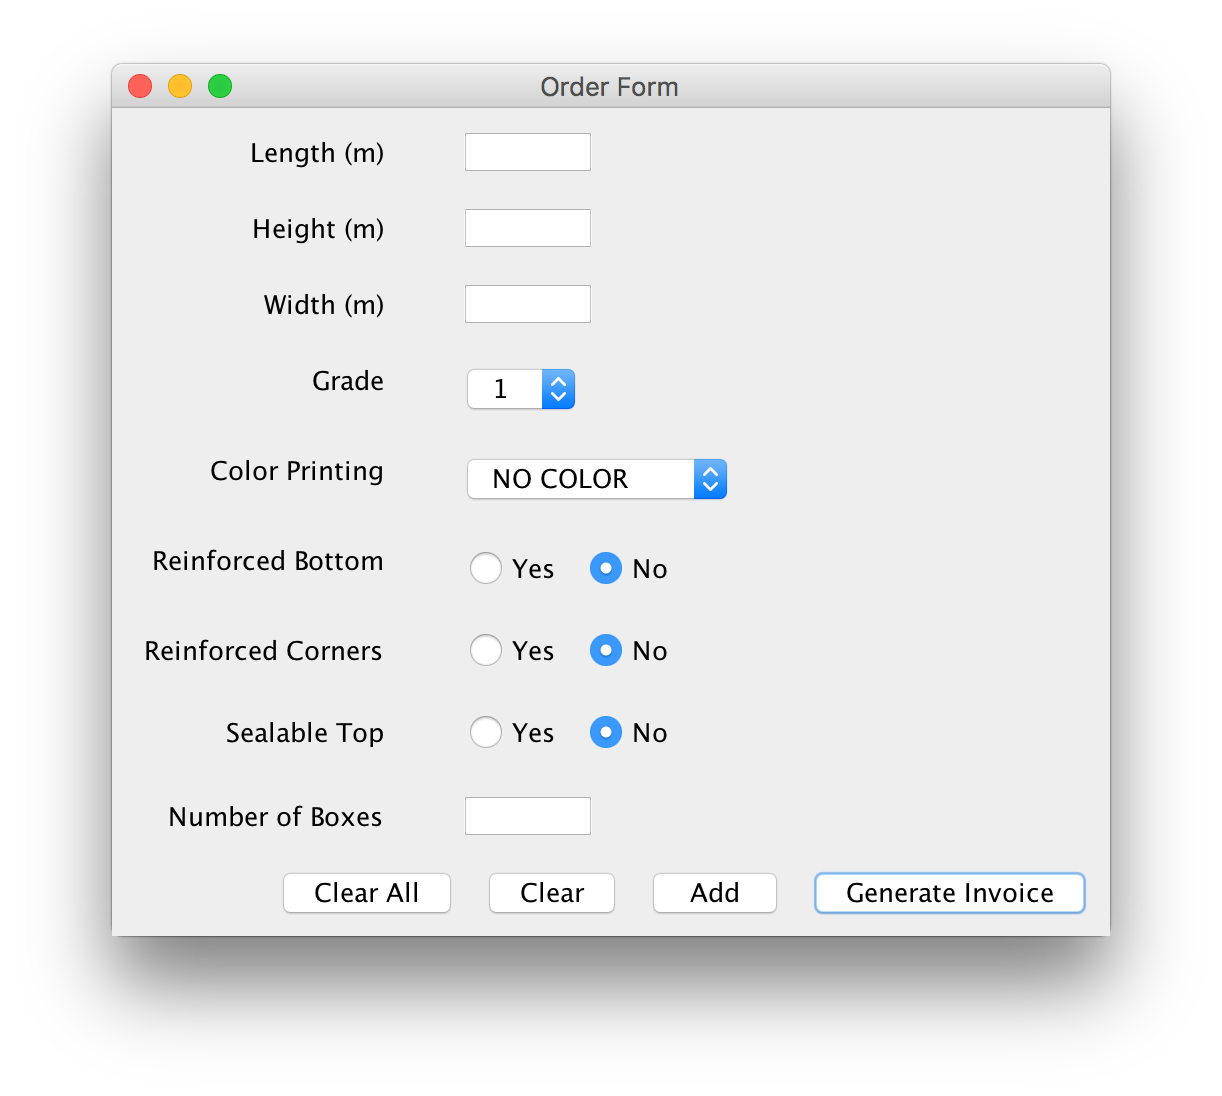 Order Form
Length (m)
Height (m)
Width (m)
Grade 1
Color Printing NO COLOR
Reinforced Bottom Yes No
Reinforced Corners Yes No
Sealable Top Yes No
Number of Boxes
Clear All Clear Add Generate Invoice